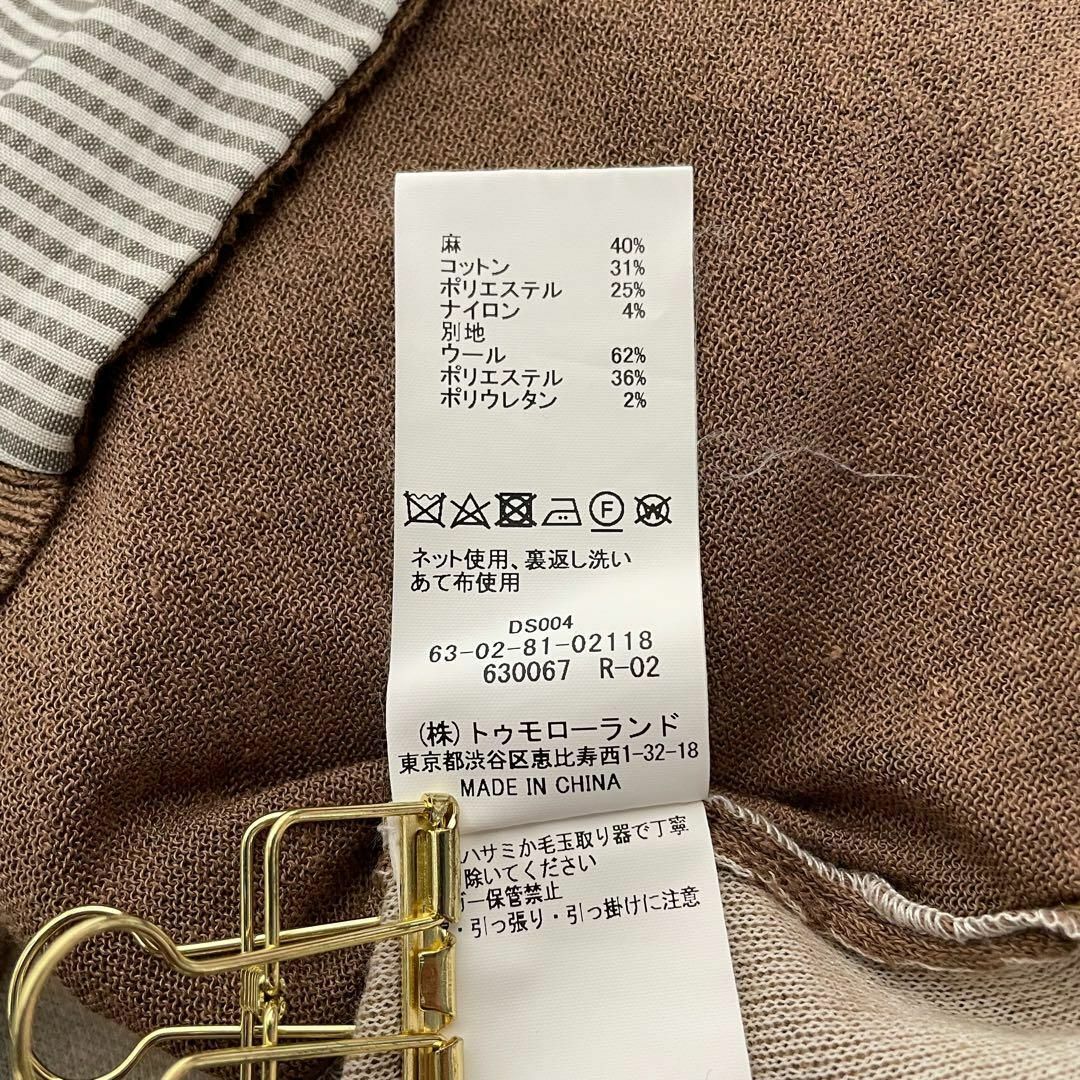 麻 40%
コットン 31%
ポリエステル 25%
ナイロン 4%
別地
ウール 62%
ポリエステル 36%
ポリウレタン 2%
F W
ネット使用、裏返し洗い
あて布使用
DS004
63-02-81-02118
630067 R-02
(株)トゥモローランド
東京都渋谷区恵比寿西1-32-18
MADE IN CHINA
ハサミか毛玉取り器で丁寧
除いてください
ガー保管禁止
・引っ張り・引っ掛けに注意